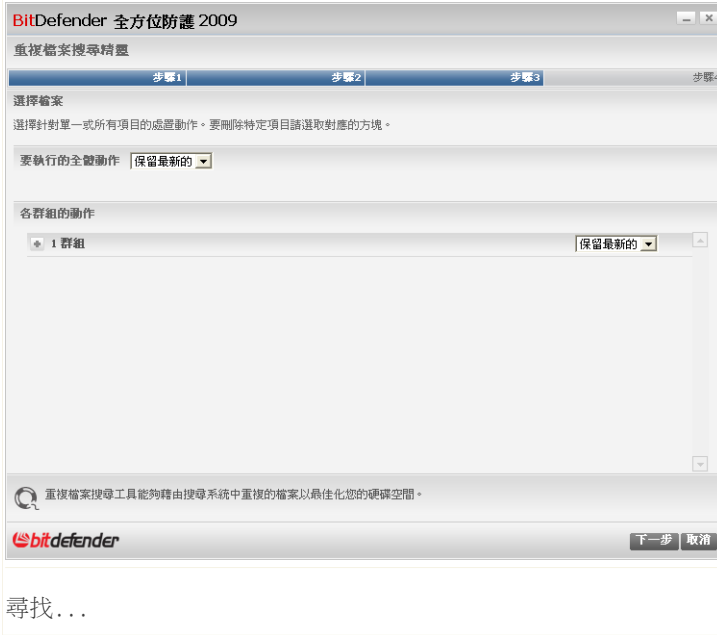 BitDefender 全方位防護 2009
重複檔案搜尋精靈
步驟1 步驟2 步驟3 步驟4
選擇檔案
選擇針對單一或所有項目的處置動作。要刪除特定項目請選取對應的方塊。
要執行的全體動作 保留最新的
各群組的動作
1 群組 保留最新的
重複檔案搜尋工具能夠藉由搜尋系統中重複的檔案以最佳化您的硬碟空間。
bitdefender 下一步 取消
尋找...